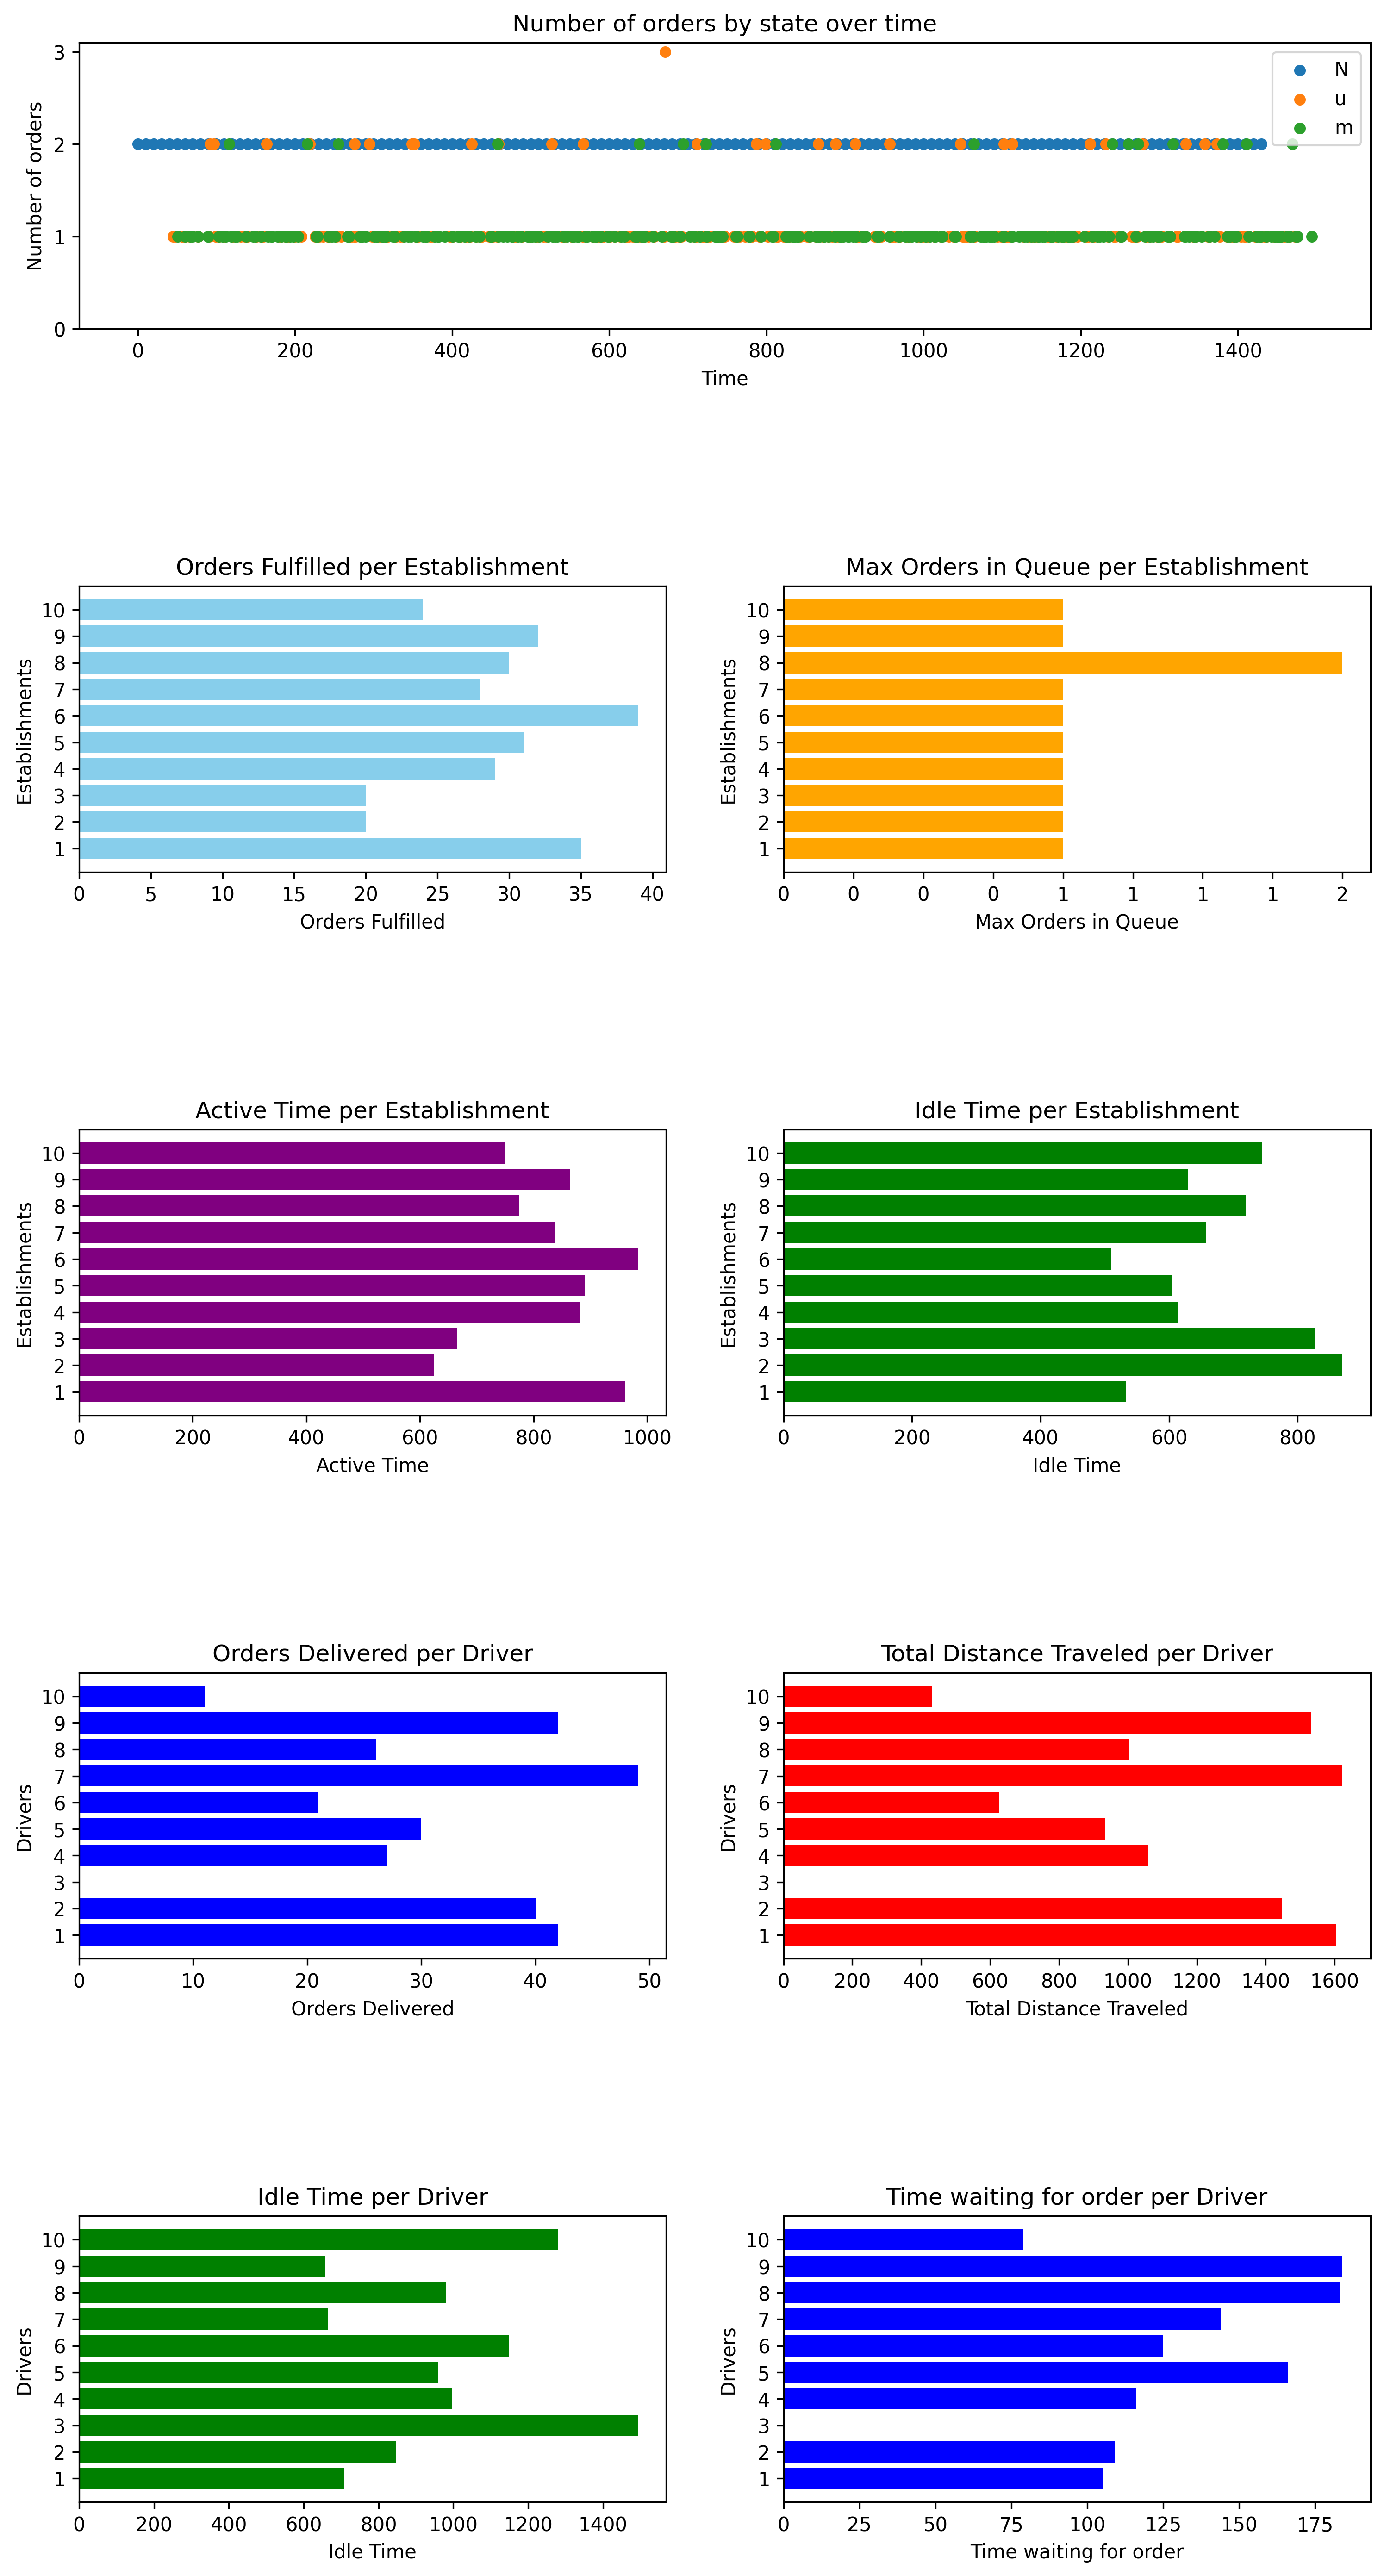 Number of orders by state over time
Number of orders
3
2
1
0
N
u
m
0 200 400 600 800 1000 1200 1400
Time
Orders Fulfilled per Establishment
Establishments
10
9
8
7
6
5
4
3
2
1
0 5 10 15 20 25 30 35 40
Orders Fulfilled
Max Orders in Queue per Establishment
Establishments
10
9
8
7
6
5
4
3
2
1
0 0 0 0 1 1 1 1 2
Max Orders in Queue
Active Time per Establishment
Establishments
10
9
8
7
6
5
4
3
2
1
0 200 400 600 800 1000
Active Time
Idle Time per Establishment
Establishments
10
9
8
7
6
5
4
3
2
1
0 200 400 600 800
Idle Time
Orders Delivered per Driver
Drivers
10
9
8
7
6
5
4
3
2
1
0 10 20 30 40 50
Orders Delivered
Total Distance Traveled per Driver
Drivers
10
9
8
7
6
5
4
3
2
1
0 200 400 600 800 1000 1200 1400 1600
Total Distance Traveled
Idle Time per Driver
Drivers
10
9
8
7
6
5
4
3
2
1
0 200 400 600 800 1000 1200 1400
Idle Time
Time waiting for order per Driver
Drivers
10
9
8
7
6
5
4
3
2
1
0 25 50 75 100 125 150 175
Time waiting for order